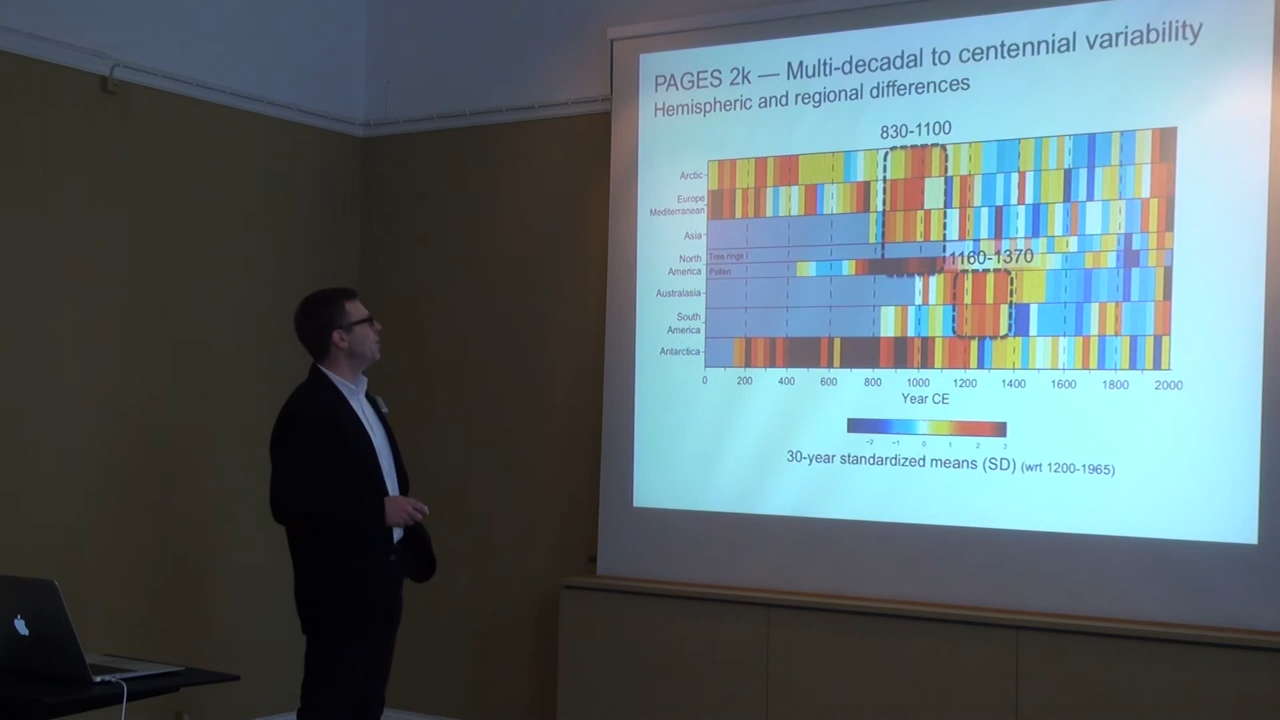 PAGES 2k — Multi-decadal to centennial variability
Hemispheric and regional differences
830-1100
Arctic
Europe
Mediterranean
Asia
North
America
Tree rings
Pollen
1160-1370
Australasia
South
America
Antarctica
0 200 400 600 800 1000 1200 1400 1600 1800 2000
Year CE
-2 -1 0 1 2 3
30-year standardized means (SD) (wrt 1200-1965)